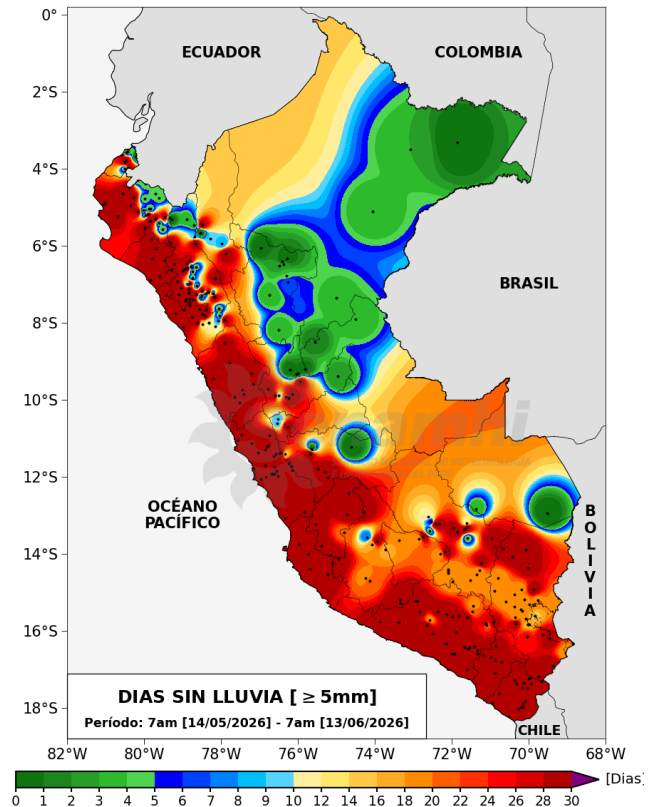 0°
ECUADOR
COLOMBIA
2°S
4°S
6°S
BRASIL
8°S
10°S
senamhi
12°S
OCÉANO
PACÍFICO
BOLIVIA
14°S
16°S
DIAS SIN LLUVIA [ ≥ 5mm]
Período: 7am [14/05/2026] - 7am [13/06/2026]
18°S
CHILE
82°W 80°W 78°W 76°W 74°W 72°W 70°W 68°W
0 1 2 3 4 5 6 7 8 10 12 14 16 18 20 22 24 26 28 30 [Dias]